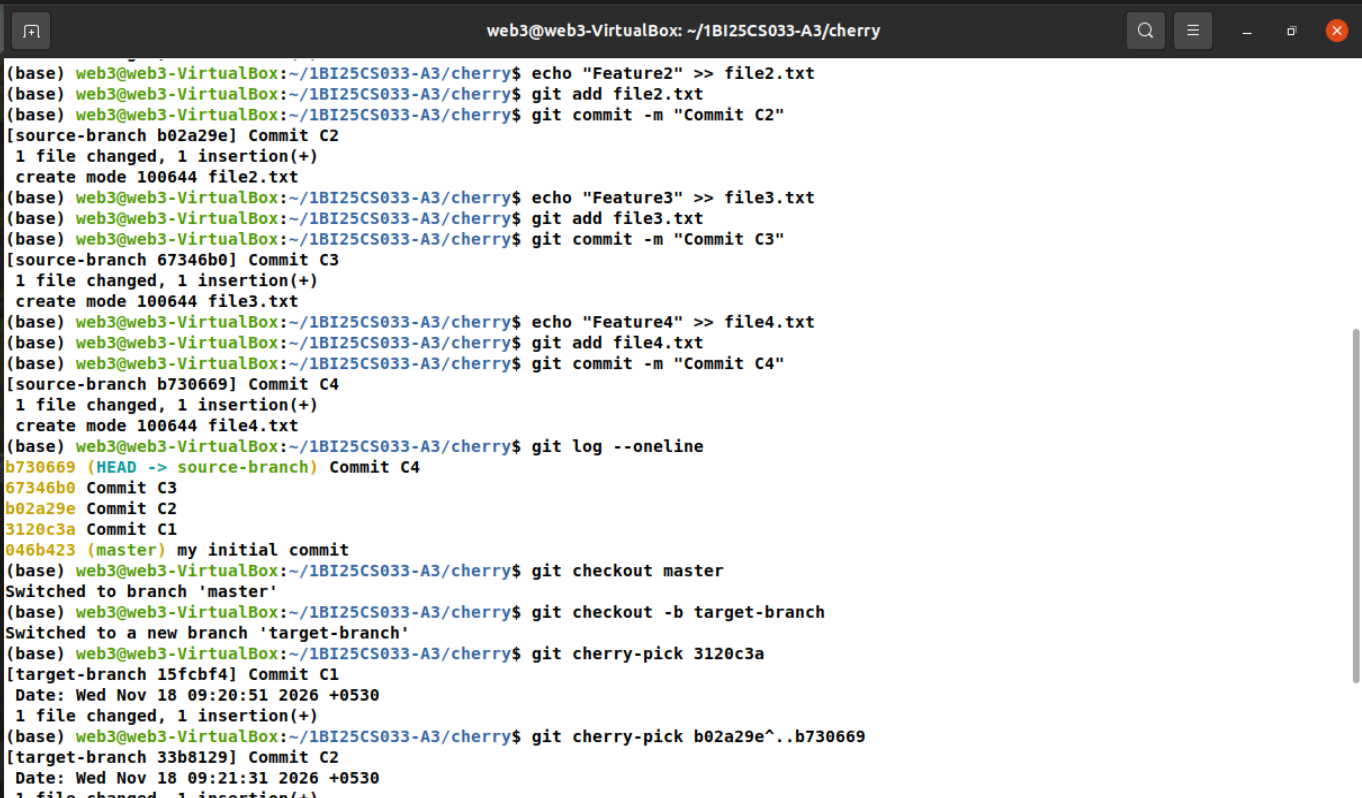 web3@web3-VirtualBox: ~/1BI25CS033-A3/cherry
(base) web3@web3-VirtualBox:~/1BI25CS033-A3/cherry$ echo "Feature2" >> file2.txt
(base) web3@web3-VirtualBox:~/1BI25CS033-A3/cherry$ git add file2.txt
(base) web3@web3-VirtualBox:~/1BI25CS033-A3/cherry$ git commit -m "Commit C2"
[source-branch b02a29e] Commit C2
 1 file changed, 1 insertion(+)
 create mode 100644 file2.txt
(base) web3@web3-VirtualBox:~/1BI25CS033-A3/cherry$ echo "Feature3" >> file3.txt
(base) web3@web3-VirtualBox:~/1BI25CS033-A3/cherry$ git add file3.txt
(base) web3@web3-VirtualBox:~/1BI25CS033-A3/cherry$ git commit -m "Commit C3"
[source-branch 67346b0] Commit C3
 1 file changed, 1 insertion(+)
 create mode 100644 file3.txt
(base) web3@web3-VirtualBox:~/1BI25CS033-A3/cherry$ echo "Feature4" >> file4.txt
(base) web3@web3-VirtualBox:~/1BI25CS033-A3/cherry$ git add file4.txt
(base) web3@web3-VirtualBox:~/1BI25CS033-A3/cherry$ git commit -m "Commit C4"
[source-branch b730669] Commit C4
 1 file changed, 1 insertion(+)
 create mode 100644 file4.txt
(base) web3@web3-VirtualBox:~/1BI25CS033-A3/cherry$ git log --oneline
b730669 (HEAD -> source-branch) Commit C4
67346b0 Commit C3
b02a29e Commit C2
3120c3a Commit C1
046b423 (master) my initial commit
(base) web3@web3-VirtualBox:~/1BI25CS033-A3/cherry$ git checkout master
Switched to branch 'master'
(base) web3@web3-VirtualBox:~/1BI25CS033-A3/cherry$ git checkout -b target-branch
Switched to a new branch 'target-branch'
(base) web3@web3-VirtualBox:~/1BI25CS033-A3/cherry$ git cherry-pick 3120c3a
[target-branch 15fcbf4] Commit C1
 Date: Wed Nov 18 09:20:51 2026 +0530
 1 file changed, 1 insertion(+)
(base) web3@web3-VirtualBox:~/1BI25CS033-A3/cherry$ git cherry-pick b02a29e^..b730669
[target-branch 33b8129] Commit C2
 Date: Wed Nov 18 09:21:31 2026 +0530
 1 file changed, 1 insertion(+)